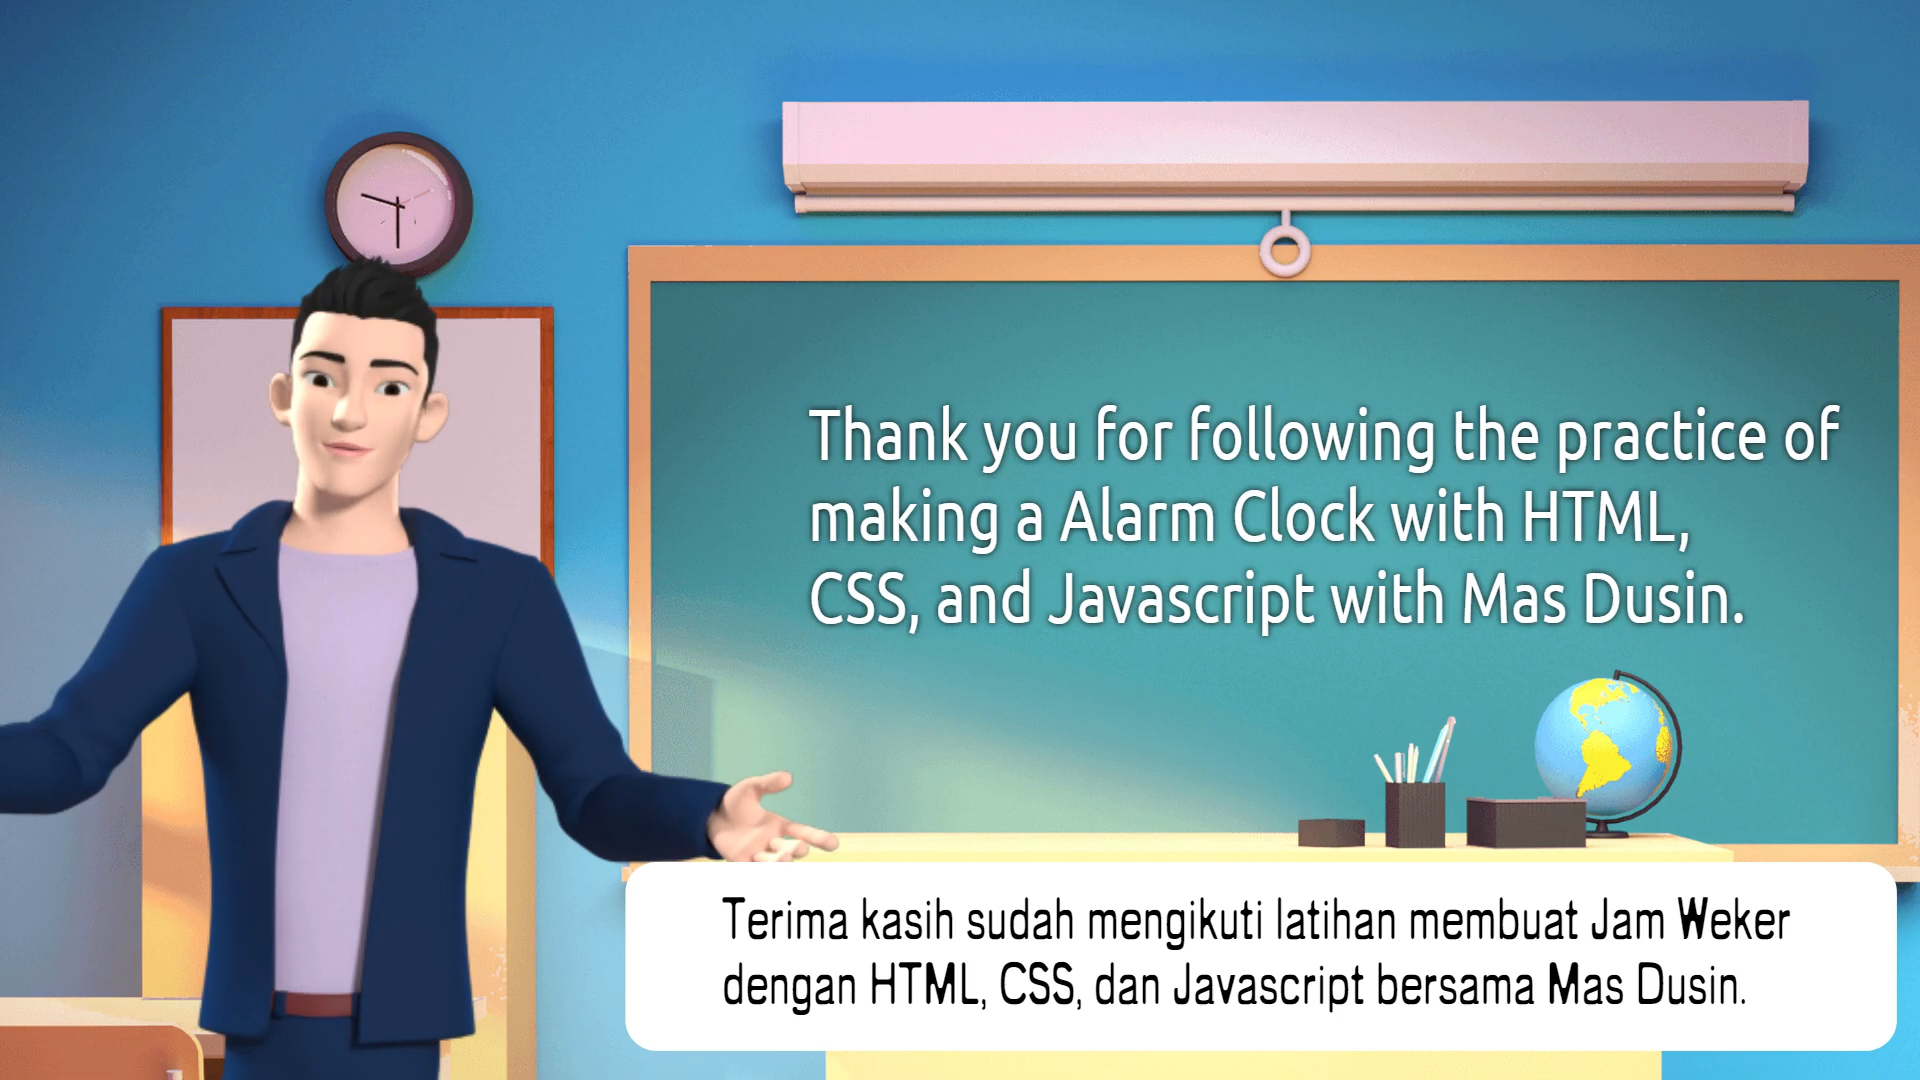 Thank you for following the practice of
making a Alarm Clock with HTML,
CSS, and Javascript with Mas Dusin.
Terima kasih sudah mengikuti latihan membuat Jam Weker
dengan HTML, CSS, dan Javascript bersama Mas Dusin.